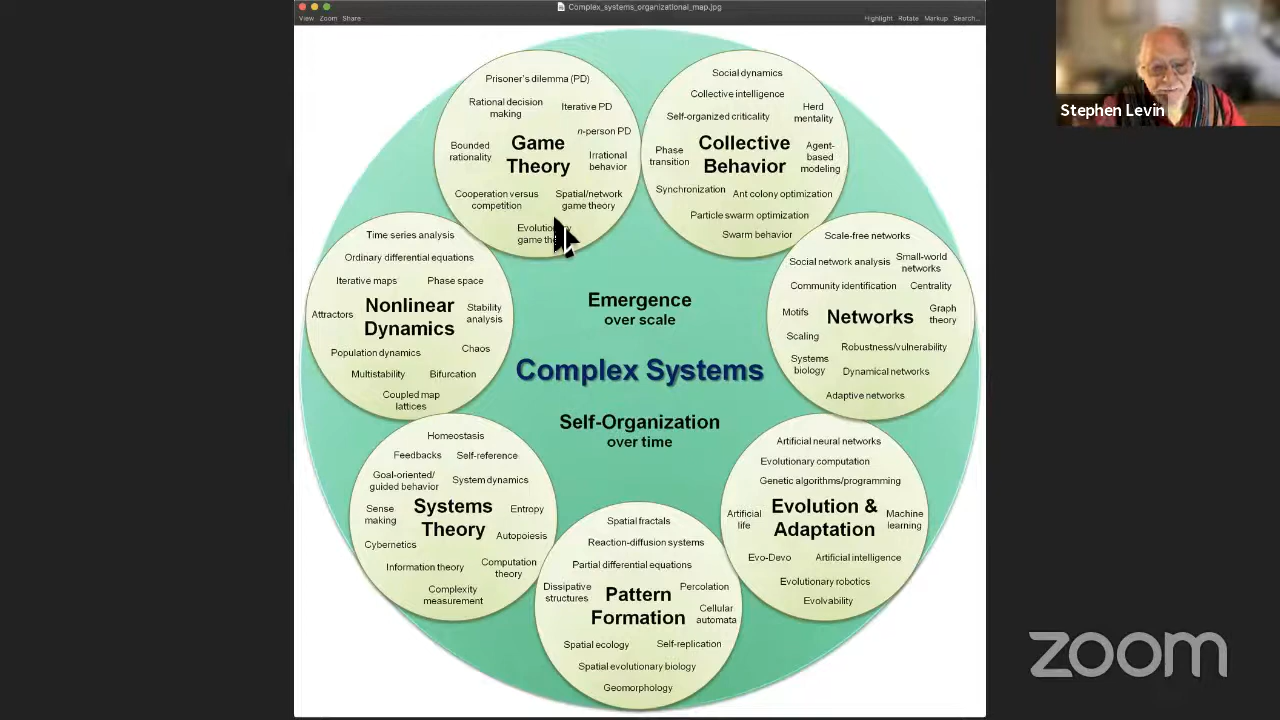 Complex_systems_organizational_map.jpg
View Zoom Share
Highlight Rotate Markup Search...
Stephen Levin
Prisoner's dilemma (PD)
Rational decision
making
Iterative PD
n-person PD
Game
Theory
Bounded
rationality
Irrational
behavior
Cooperation versus
competition
Spatial/network
game theory
Social dynamics
Collective intelligence
Self-organized criticality
Herd
mentality
Phase
transition
Collective
Behavior
Agent-
based
modeling
Synchronization
Ant colony optimization
Particle swarm optimization
Swarm behavior
Time series analysis
Ordinary differential equations
Iterative maps
Phase space
Attractors
Nonlinear
Dynamics
Stability
analysis
Population dynamics
Chaos
Multistability
Bifurcation
Coupled map
lattices
Emergence
over scale
Complex Systems
Self-Organization
over time
Scale-free networks
Social network analysis
Small-world
networks
Community identification
Centrality
Motifs
Networks
Graph
theory
Scaling
Robustness/vulnerability
Systems
biology
Dynamical networks
Adaptive networks
Homeostasis
Feedbacks
Self-reference
Goal-oriented/
guided behavior
System dynamics
Sense
making
Systems
Theory
Entropy
Cybernetics
Autopoiesis
Information theory
Computation
theory
Complexity
measurement
Spatial fractals
Reaction-diffusion systems
Partial differential equations
Dissipative
structures
Pattern
Formation
Percolation
Cellular
automata
Spatial ecology
Self-replication
Spatial evolutionary biology
Geomorphology
Artificial neural networks
Evolutionary computation
Genetic algorithms/programming
Artificial
life
Evolution &
Adaptation
Machine
learning
Evo-Devo
Artificial intelligence
Evolutionary robotics
Evolvability
zoom